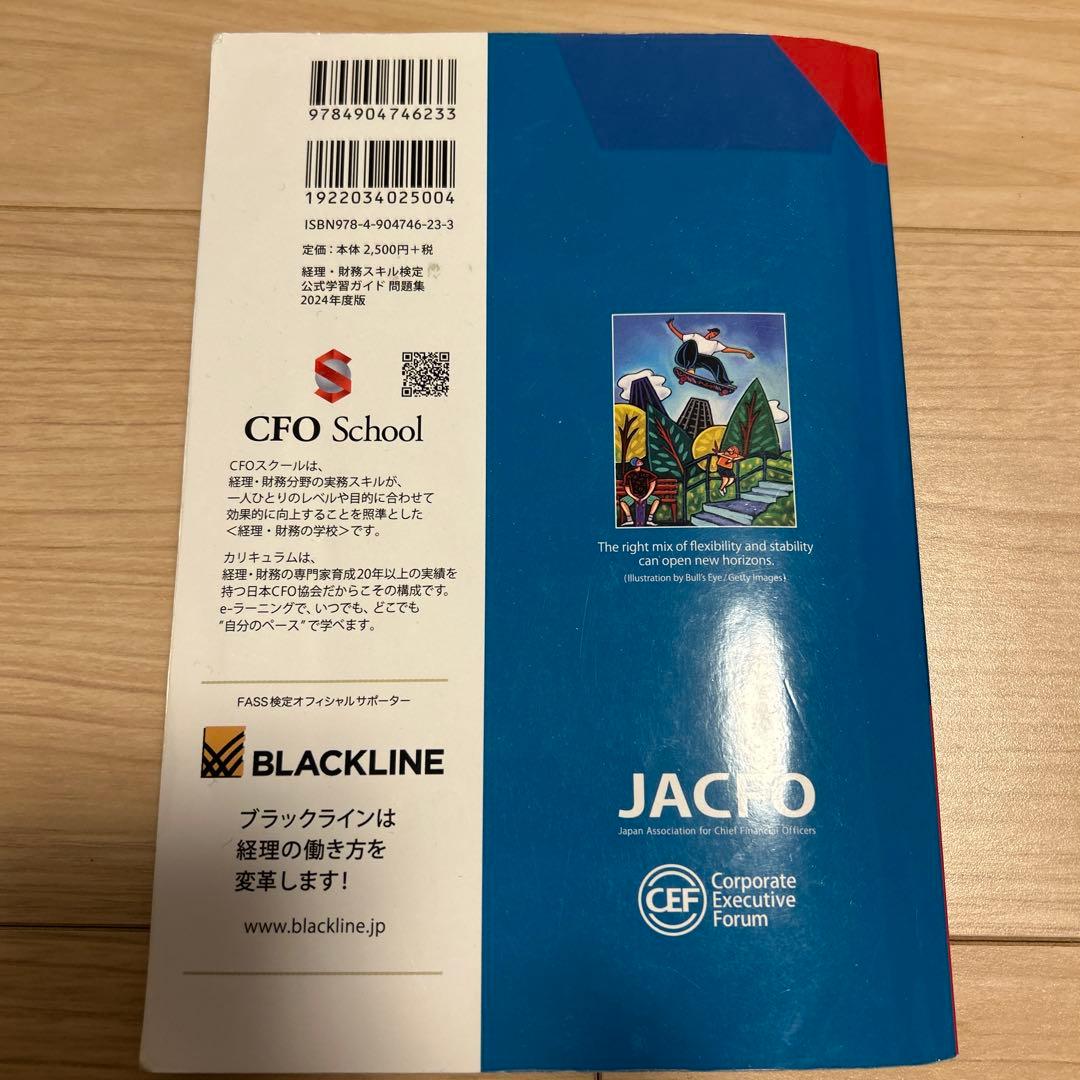 9784904746233
1922034025004
ISBN978-4-904746-23-3
定価：本体 2,500円＋税
経理・財務スキル検定
公式学習ガイド 問題集
2024年度版
CFO School
CFOスクールは、
経理・財務分野の実務スキルが、
一人ひとりのレベルや目的に合わせて
効果的に向上することを照準とした
＜経理・財務の学校＞です。
カリキュラムは、
経理・財務の専門家育成20年以上の実績を
持つ日本CFO協会だからこその構成です。
e-ラーニングで、いつでも、どこでも
"自分のペース"で学べます。
FASS検定オフィシャルサポーター
BLACKLINE
ブラックラインは
経理の働き方を
変革します！
www.blackline.jp
The right mix of flexibility and stability
can open new horizons.
(Illustration by Bull's Eye/Getty Images)
JACFO
Japan Association for Chief Financial Officers
CEF
Corporate
Executive
Forum